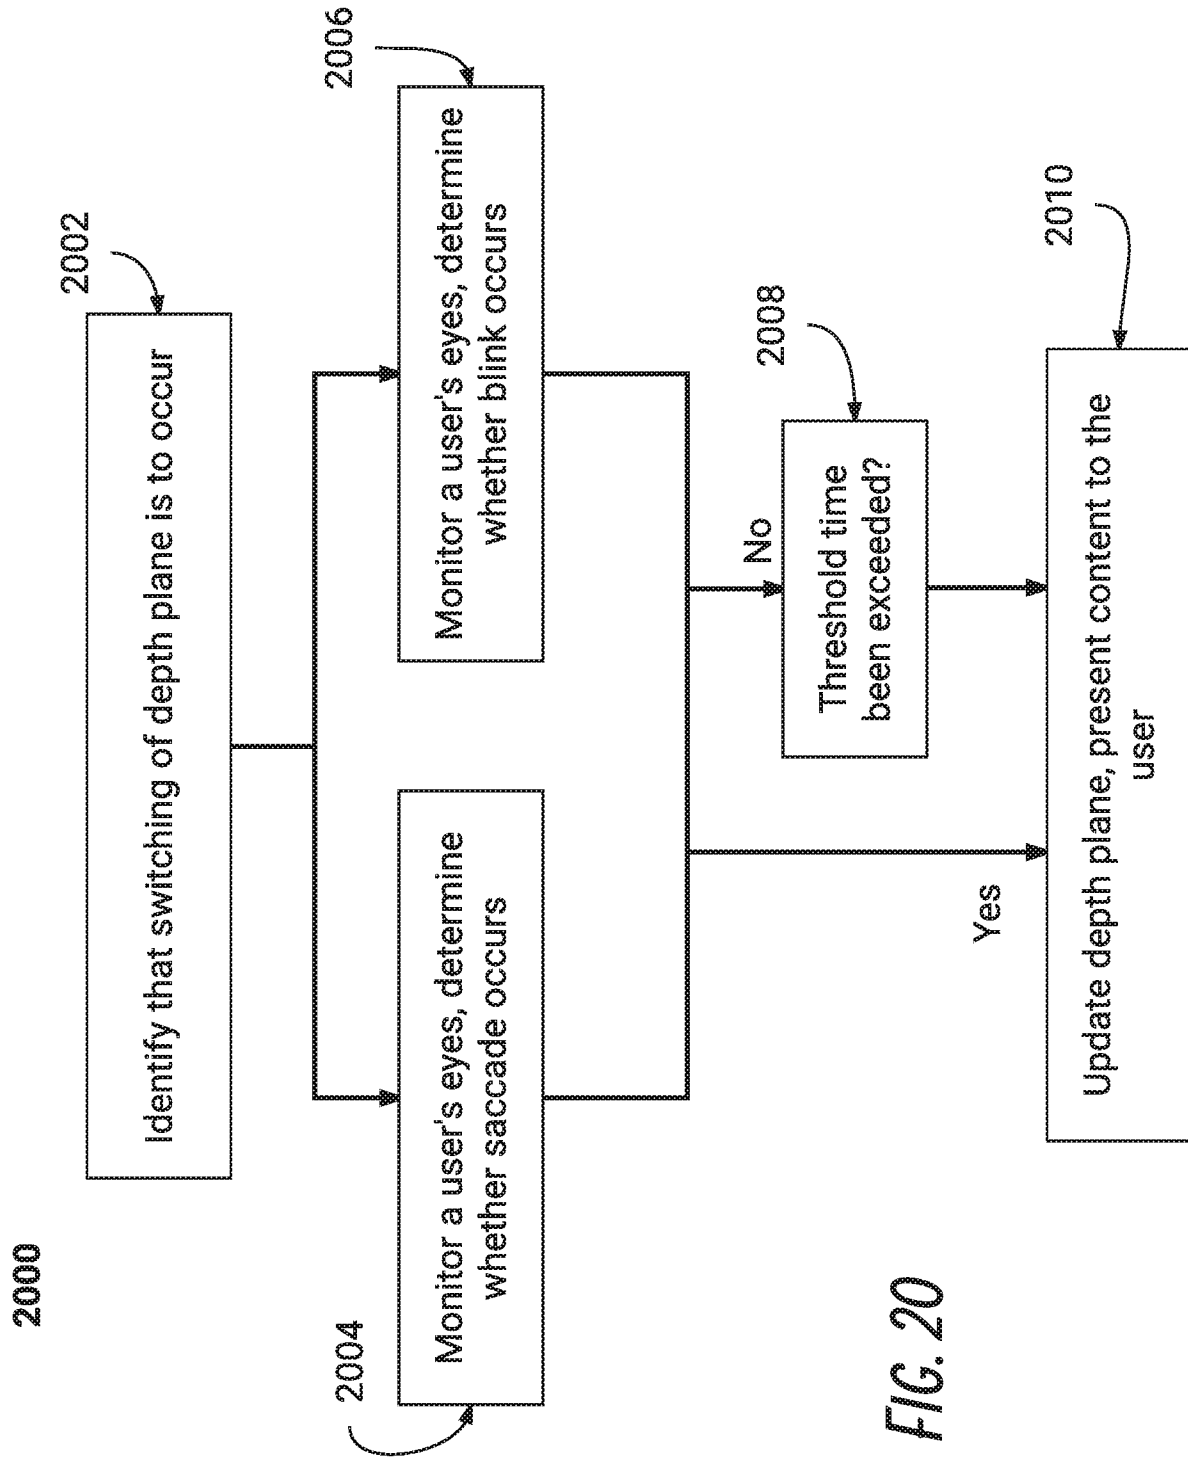 2000
2002
Identify that switching of depth plane is to occur
2004
Monitor a user's eyes, determine
whether saccade occurs
2006
Monitor a user's eyes, determine
whether blink occurs
No
2008
Threshold time
been exceeded?
Yes
2010
Update depth plane, present content to the
user
FIG. 20